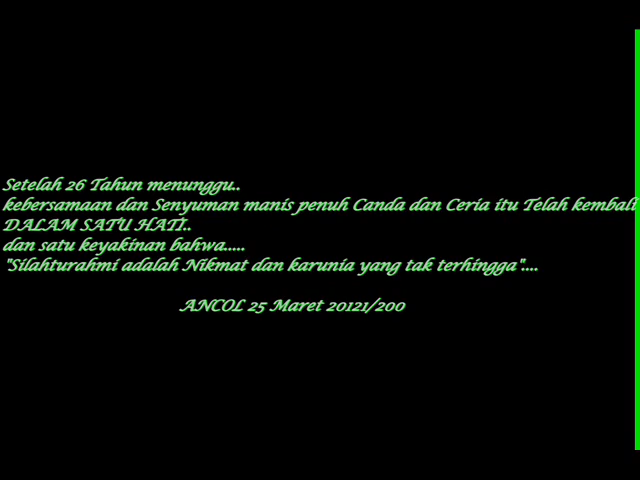 Setelah 26 Tahun menunggu..
kebersamaan dan Senyuman manis penuh Canda dan Ceria itu Telah kembali
DALAM SATU HATI..
dan satu keyakinan bahwa.....
"Silahturahmi adalah Nikmat dan karunia yang tak terhingga"....
ANCOL 25 Maret 20121/200